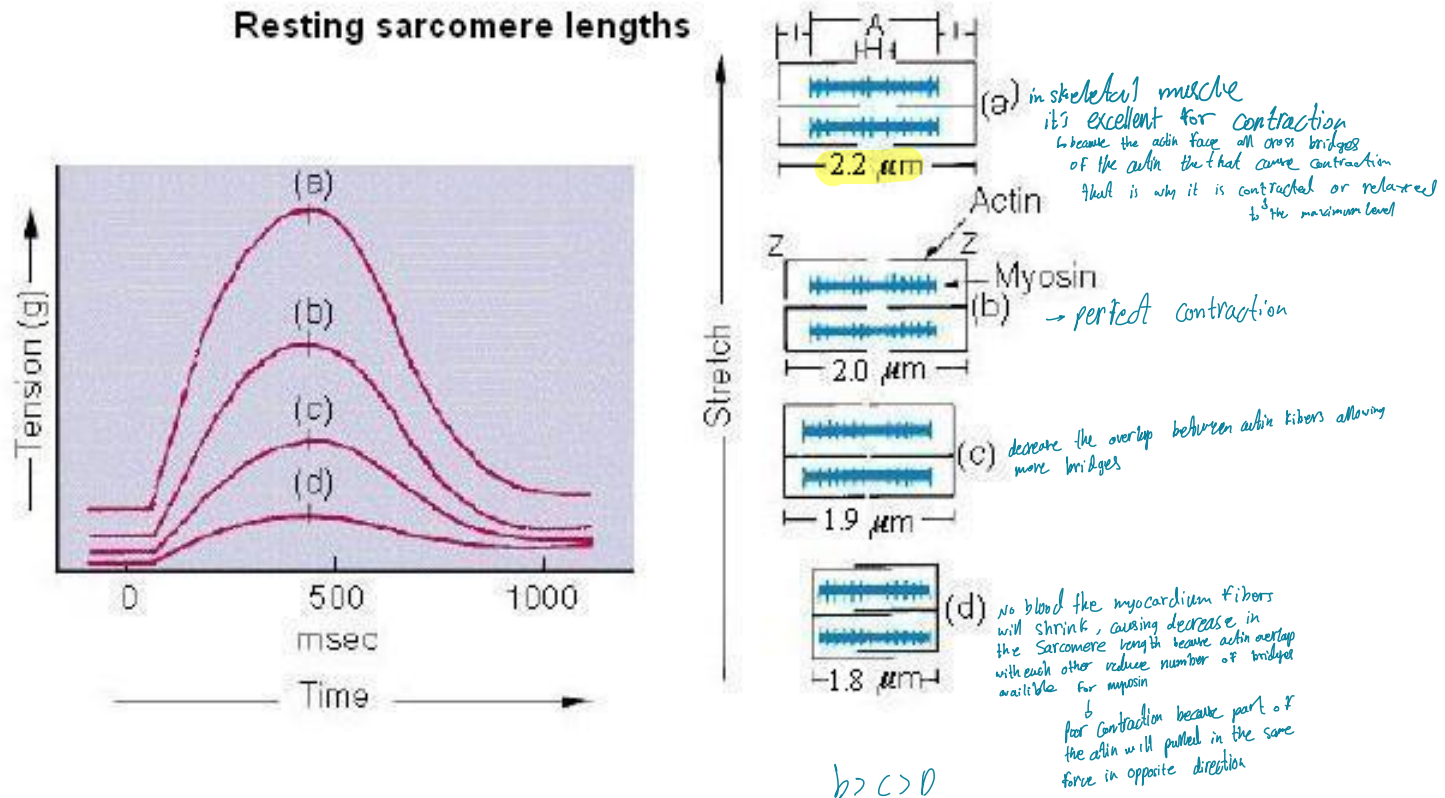 Resting sarcomere lengths
Tension (g)
(a)
(b)
(c)
(d)
0
500
1000
msec
Time
Stretch
I
A
I
H
(a)
2.2 μm
in skeletal muscle
it's excellent for contraction
because the actin face all cross bridges
of the actin the that cause contraction
that is why it is contracted or relaxed
to the maximum level
Actin
Z
Z
Myosin
(b)
2.0 μm
→ perfect contraction
(c)
1.9 μm
decrease the overlap between actin fibers allowing
more bridges
(d)
1.8 μm
No blood the myocardium fibers
will shrink, causing decrease in
the Sarcomere length because actin overlap
with each other reduce number of bridges
availible for myosin
Poor Contraction because part of
the actin will pulled in the same
force in opposite direction
b > c > D